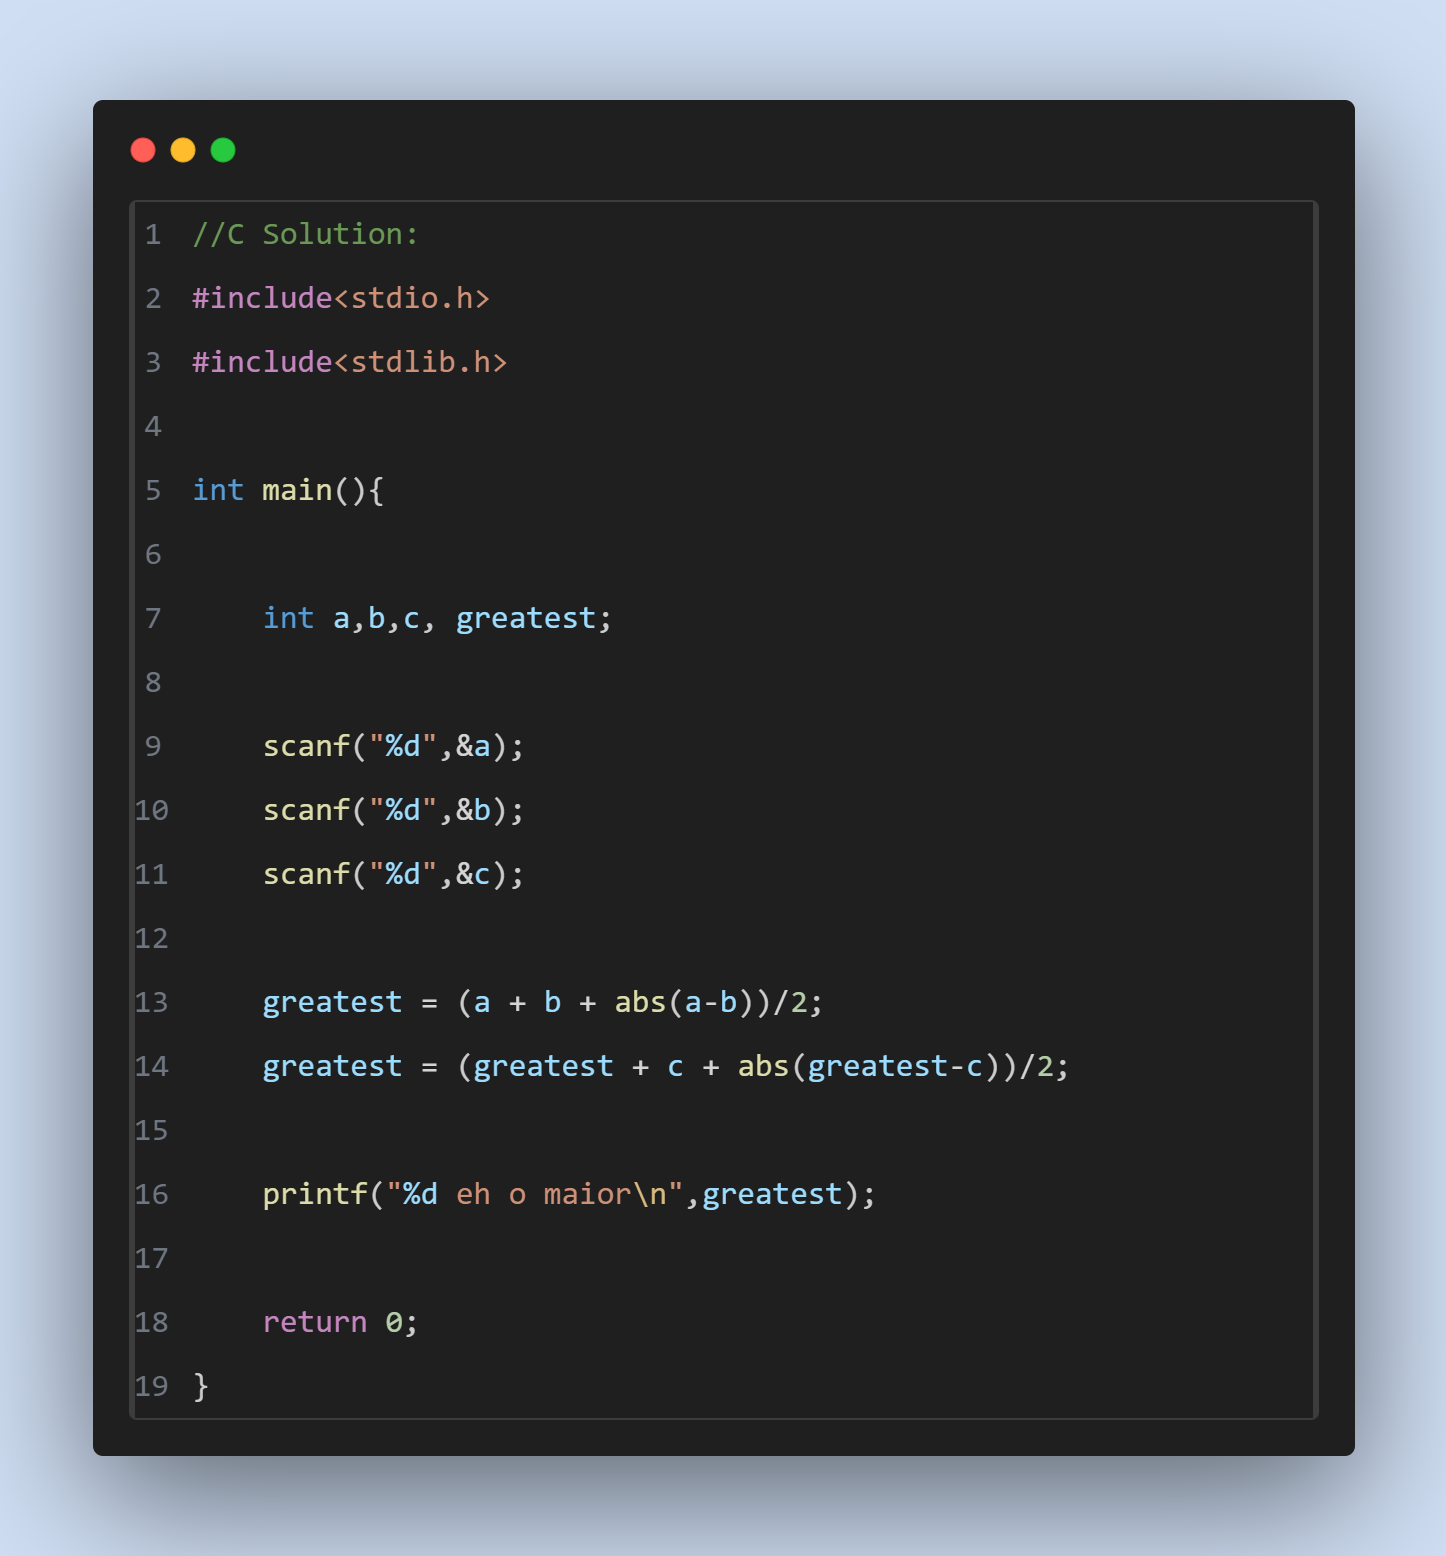 1 //C Solution:
2 #include<stdio.h>
3 #include<stdlib.h>
4
5 int main(){
6
7     int a,b,c, greatest;
8
9     scanf("%d",&a);
10     scanf("%d",&b);
11     scanf("%d",&c);
12
13     greatest = (a + b + abs(a-b))/2;
14     greatest = (greatest + c + abs(greatest-c))/2;
15
16     printf("%d eh o maior\n",greatest);
17
18     return 0;
19 }